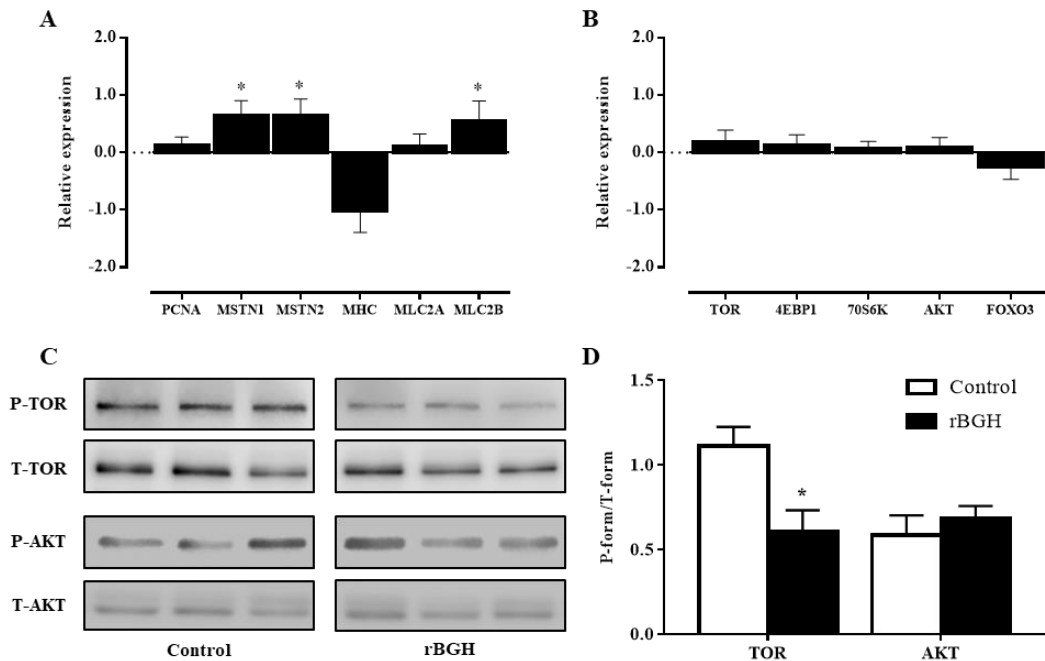 A
Relative expression
2.0
1.0
0.0
-1.0
-2.0
*
*
*
PCNA MSTN1 MSTN2 MHC MLC2A MLC2B
B
Relative expression
2.0
1.0
0.0
-1.0
-2.0
TOR 4EBP1 70S6K AKT FOXO3
C
P-TOR
T-TOR
P-AKT
T-AKT
Control rBGH
D
P-form/T-form
1.5
1.0
0.5
0.0
Control
rBGH
*
TOR AKT